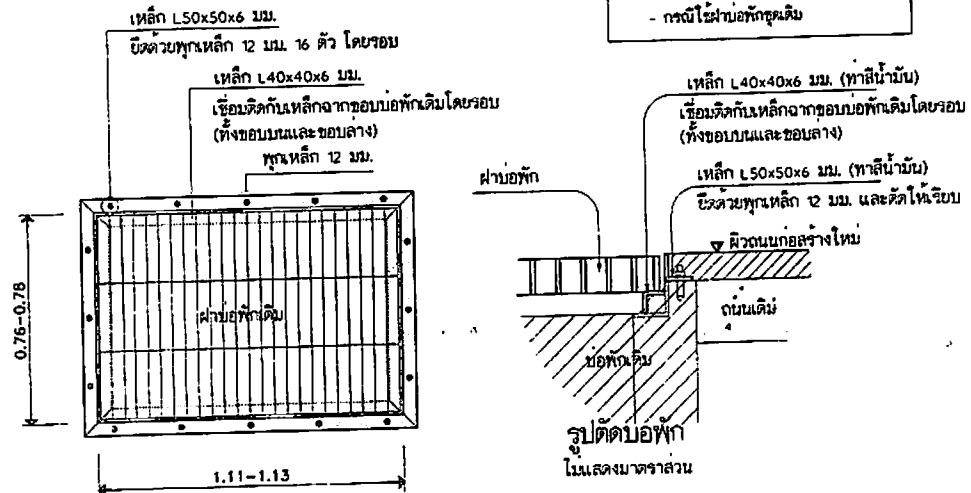 - กรณีใช้ฝาบ่อพักชุดเดิม
เหล็ก L50x50x6 มม.
ยึดด้วยพุกเหล็ก 12 มม. 16 ตัว โดยรอบ
เหล็ก L40x40x6 มม.
เชื่อมติดกับเหล็กฉากขอบบ่อพักเดิมโดยรอบ
(ทั้งขอบบนและขอบล่าง)
พุกเหล็ก 12 มม.
ฝาบ่อพักเดิม
0.76-0.78
1.11-1.13
เหล็ก L40x40x6 มม. (ทาสีน้ำมัน)
เชื่อมติดกับเหล็กฉากขอบบ่อพักเดิมโดยรอบ
(ทั้งขอบบนและขอบล่าง)
ฝาบ่อพัก
เหล็ก L50x50x6 มม. (ทาสีน้ำมัน)
ยึดด้วยพุกเหล็ก 12 มม. และตัดให้เรียบ
ผิวถนนก่อสร้างใหม่
ถนนเดิม
บ่อพักเดิม
รูปตัดบ่อพัก
ไม่แสดงมาตราส่วน